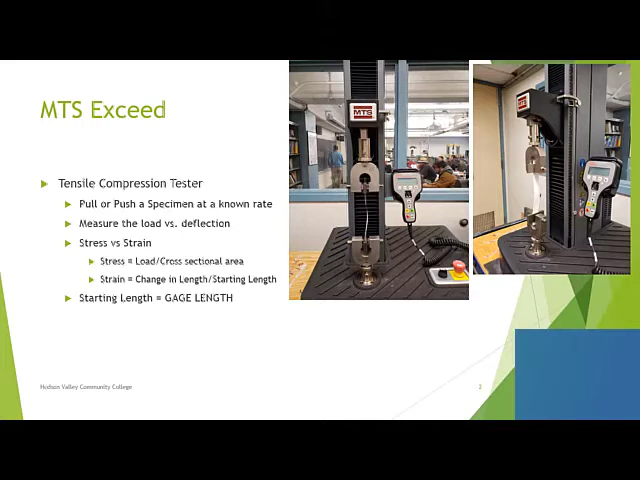 MTS Exceed
Tensile Compression Tester
Pull or Push a Specimen at a known rate
Measure the load vs. deflection
Stress vs Strain
Stress = Load/Cross sectional area
Strain = Change in Length/Starting Length
Starting Length = GAGE LENGTH
MTS
MTS
Hudson Valley Community College
2